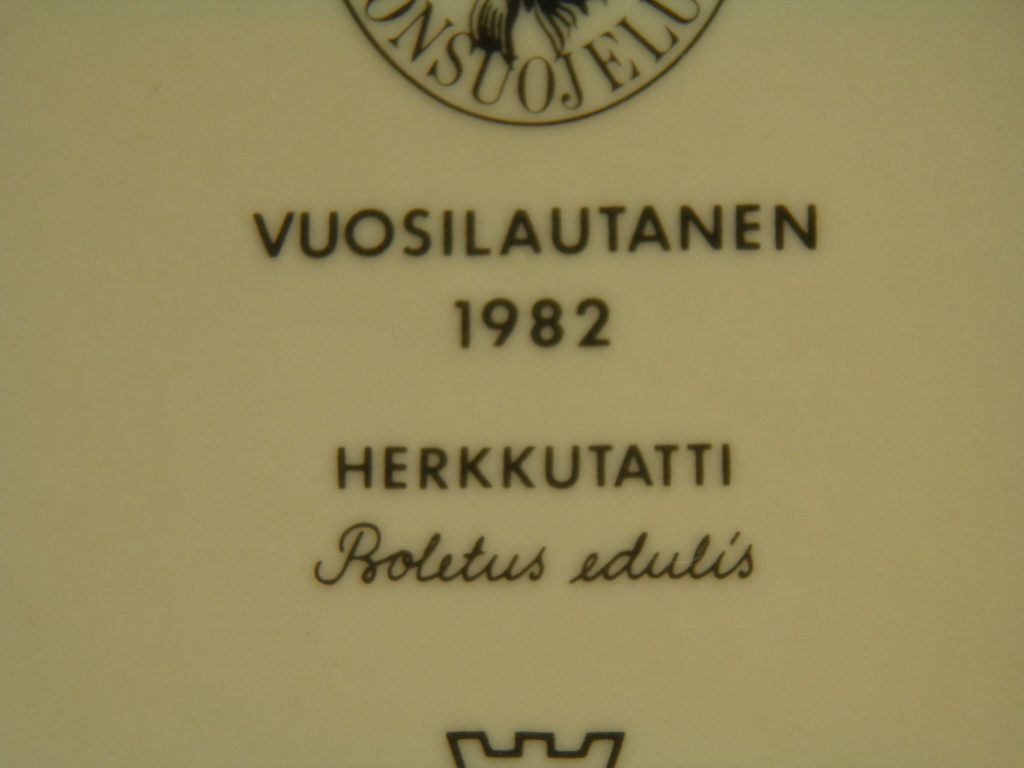 ONSUOJELU
VUOSILAUTANEN
1982
HERKKUTATTI
Boletus edulis